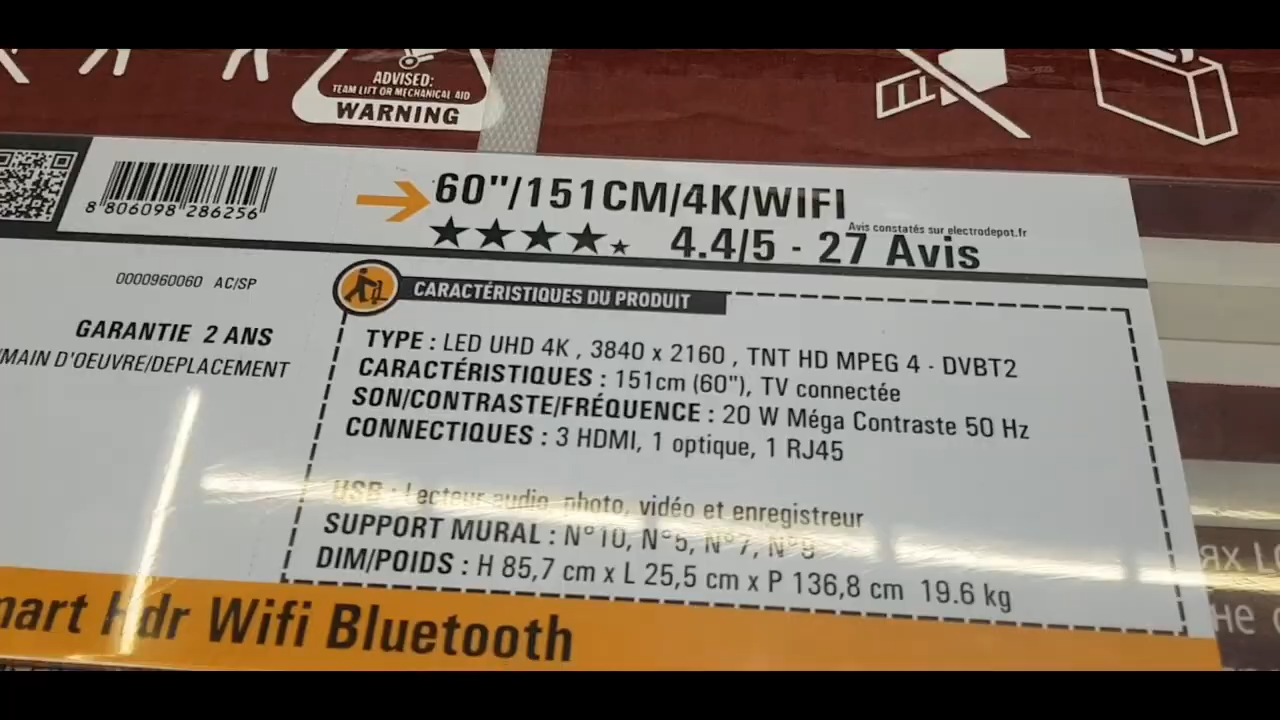 ADVISED:
TEAM LIFT OR MECHANICAL AID
WARNING
8 806098 286256
60"/151CM/4K/WIFI
Avis constatés sur electrodepot.fr
4.4/5 - 27 Avis
0000960060 AC/SP
CARACTÉRISTIQUES DU PRODUIT
GARANTIE 2 ANS
MAIN D'OEUVRE/DEPLACEMENT
TYPE : LED UHD 4K , 3840 x 2160 , TNT HD MPEG 4 - DVBT2
CARACTÉRISTIQUES : 151cm (60"), TV connectée
SON/CONTRASTE/FRÉQUENCE : 20 W Méga Contraste 50 Hz
CONNECTIQUES : 3 HDMI, 1 optique, 1 RJ45
USB : Lecteur audio, photo, vidéo et enregistreur
SUPPORT MURAL : N°10, N°5, N°7, N°9
DIM/POIDS : H 85,7 cm x L 25,5 cm x P 136,8 cm 19.6 kg
mart Hdr Wifi Bluetooth
ях
не